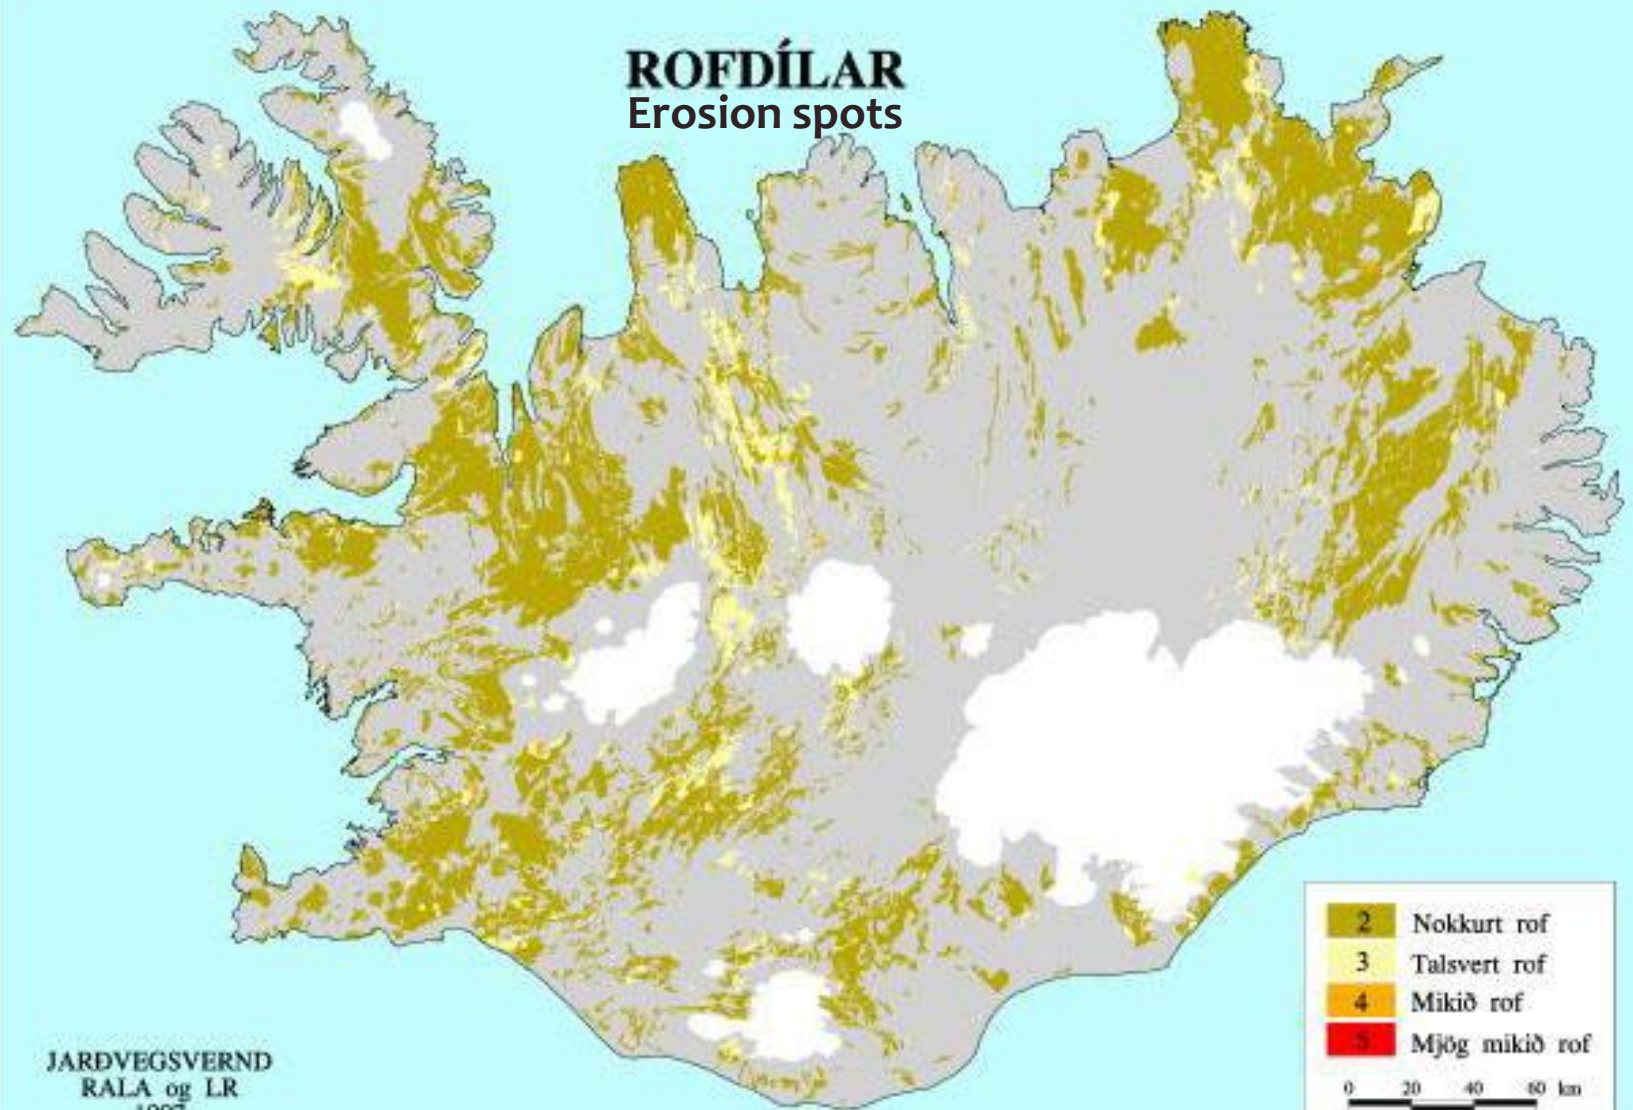 ROFDÍLAR
Erosion spots
2 Nokkurt rof
3 Talsvert rof
4 Mikið rof
5 Mjög mikið rof
0 20 40 60 km
JARÐVEGSVERND
RALA og LR
1997